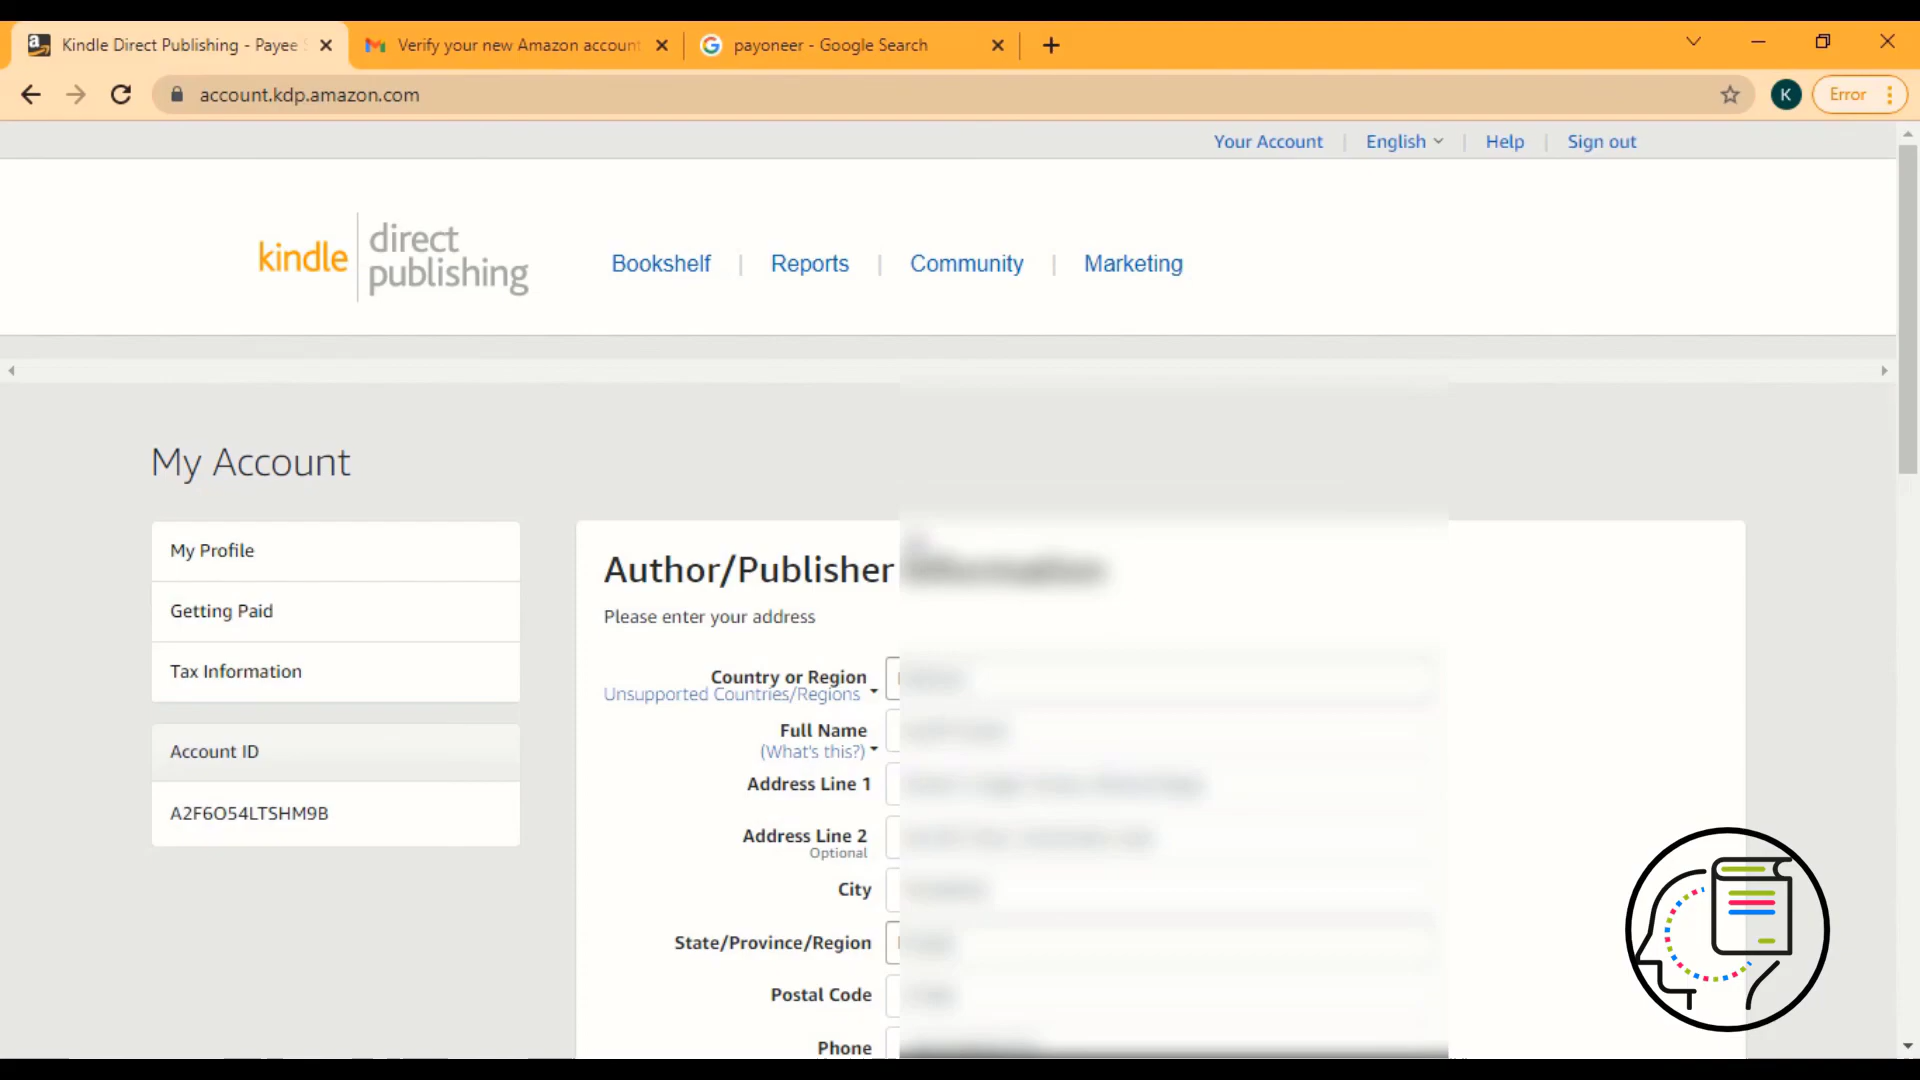 Kindle Direct Publishing - Payee S
Verify your new Amazon account
payoneer - Google Search
account.kdp.amazon.com
K
Error
Your Account
English
Help
Sign out
kindle direct publishing
Bookshelf
Reports
Community
Marketing
My Account
My Profile
Getting Paid
Tax Information
Account ID
A2F6O54LTSHM9B
Author/Publisher
Please enter your address
Country or Region
Unsupported Countries/Regions
Full Name
(What's this?)
Address Line 1
Address Line 2
Optional
City
State/Province/Region
Postal Code
Phone